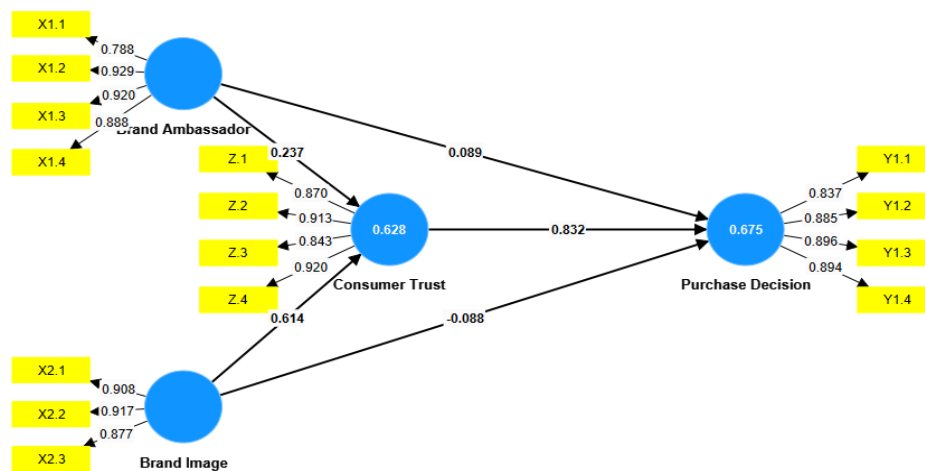 X1.1
0.788
X1.2
0.929
X1.3
0.920
0.888
Brand Ambassador
X1.4
0.237
0.089
Z.1
0.870
Z.2
0.913
Z.3
0.843
Z.4
0.920
0.628
Consumer Trust
0.832
0.675
Purchase Decision
Y1.1
0.837
Y1.2
0.885
Y1.3
0.896
Y1.4
0.894
0.614
-0.088
X2.1
0.908
X2.2
0.917
X2.3
0.877
Brand Image